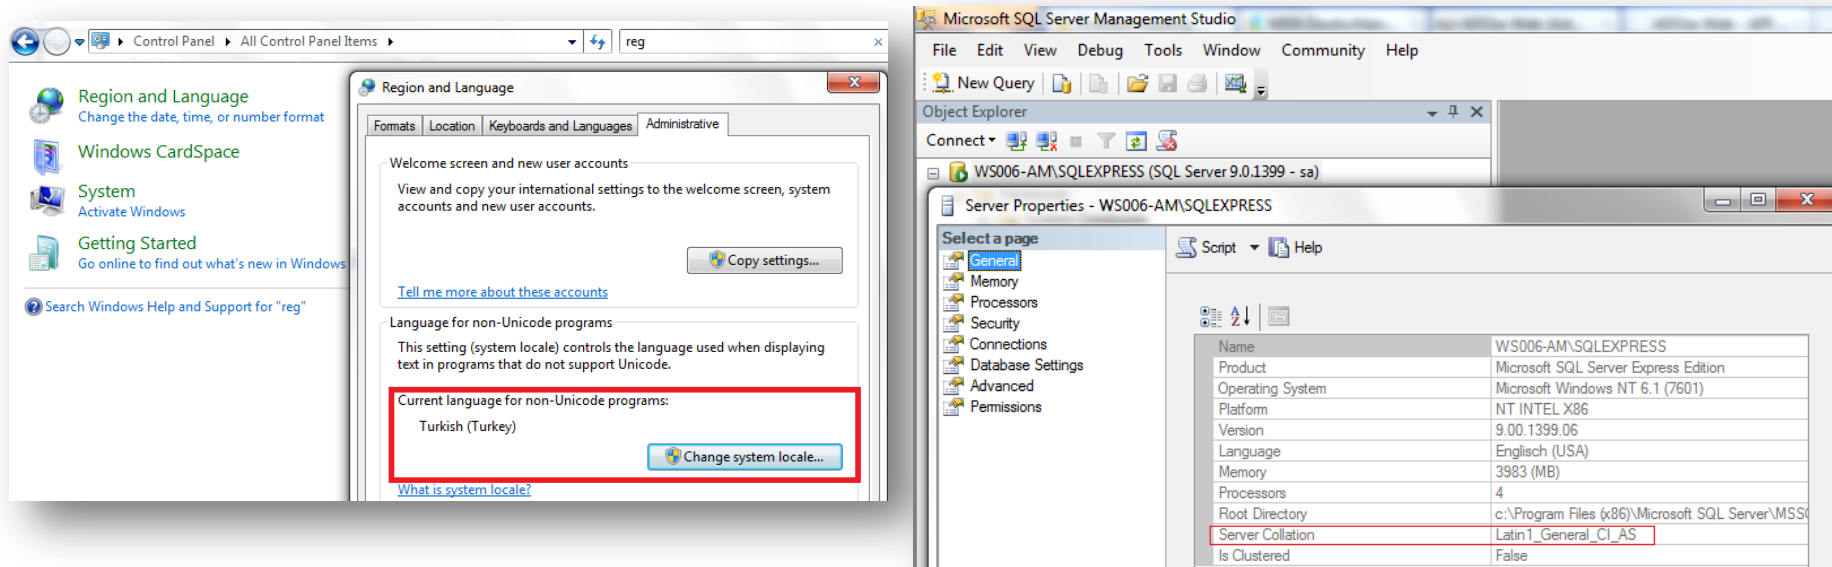 Control Panel ▸ All Control Panel Items ▸
reg
Region and Language
Change the date, time, or number format
Windows CardSpace
System
Activate Windows
Getting Started
Go online to find out what's new in Windows
Search Windows Help and Support for "reg"
Region and Language
Formats Location Keyboards and Languages Administrative
Welcome screen and new user accounts
View and copy your international settings to the welcome screen, system
accounts and new user accounts.
Copy settings...
Tell me more about these accounts
Language for non-Unicode programs
This setting (system locale) controls the language used when displaying
text in programs that do not support Unicode.
Current language for non-Unicode programs:
Turkish (Turkey)
Change system locale...
What is system locale?
Microsoft SQL Server Management Studio
File Edit View Debug Tools Window Community Help
New Query
Object Explorer
Connect
WS006-AM\SQLEXPRESS (SQL Server 9.0.1399 - sa)
Server Properties - WS006-AM\SQLEXPRESS
Select a page
General
Memory
Processors
Security
Connections
Database Settings
Advanced
Permissions
Script Help
Name WS006-AM\SQLEXPRESS
Product Microsoft SQL Server Express Edition
Operating System Microsoft Windows NT 6.1 (7601)
Platform NT INTEL X86
Version 9.00.1399.06
Language Englisch (USA)
Memory 3983 (MB)
Processors 4
Root Directory c:\Program Files (x86)\Microsoft SQL Server\MSS
Server Collation Latin1_General_CI_AS
Is Clustered False